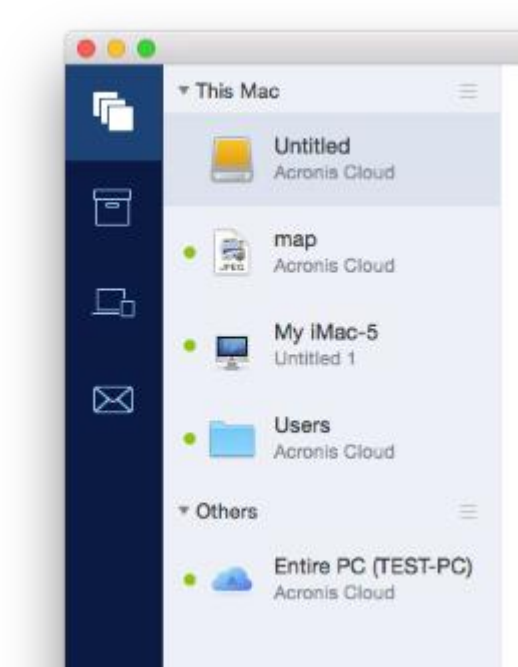 This Mac
Untitled
Acronis Cloud
map
Acronis Cloud
JPEG
My iMac-5
Untitled 1
Users
Acronis Cloud
Others
Entire PC (TEST-PC)
Acronis Cloud